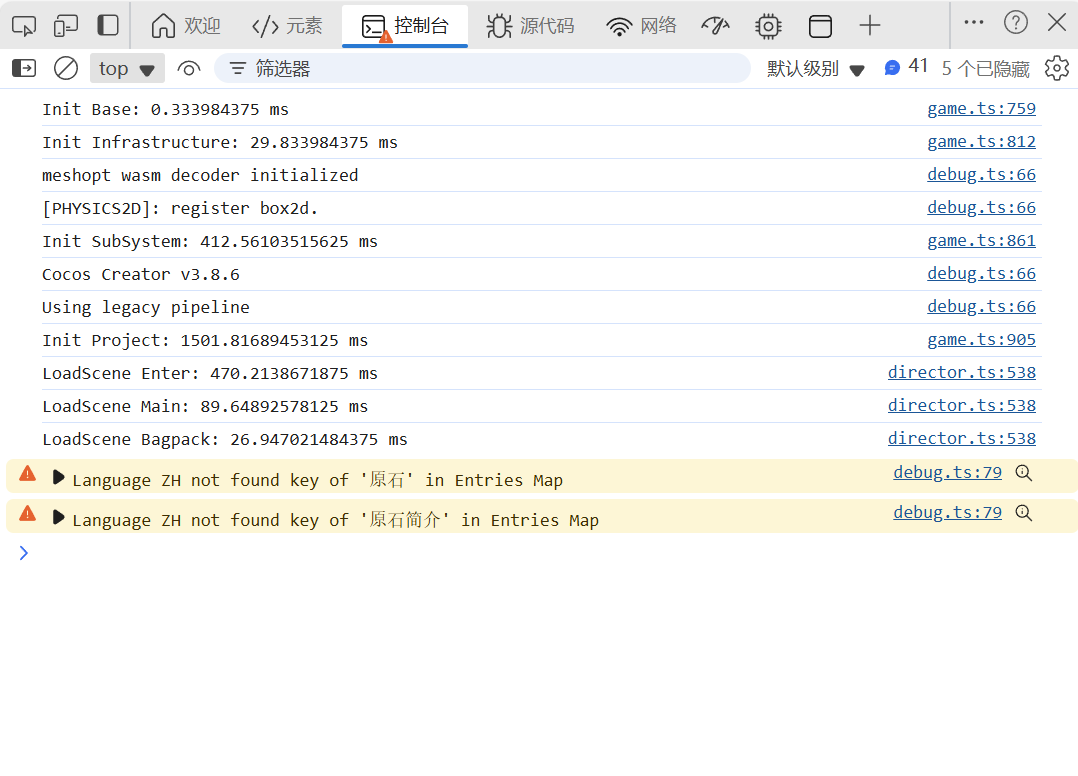 欢迎 元素 控制台 源代码 网络
top 筛选器 默认级别 41 5 个已隐藏
Init Base: 0.333984375 ms game.ts:759
Init Infrastructure: 29.833984375 ms game.ts:812
meshopt wasm decoder initialized debug.ts:66
[PHYSICS2D]: register box2d. debug.ts:66
Init SubSystem: 412.56103515625 ms game.ts:861
Cocos Creator v3.8.6 debug.ts:66
Using legacy pipeline debug.ts:66
Init Project: 1501.81689453125 ms game.ts:905
LoadScene Enter: 470.2138671875 ms director.ts:538
LoadScene Main: 89.64892578125 ms director.ts:538
LoadScene Bagpack: 26.947021484375 ms director.ts:538
Language ZH not found key of '原石' in Entries Map debug.ts:79
Language ZH not found key of '原石简介' in Entries Map debug.ts:79